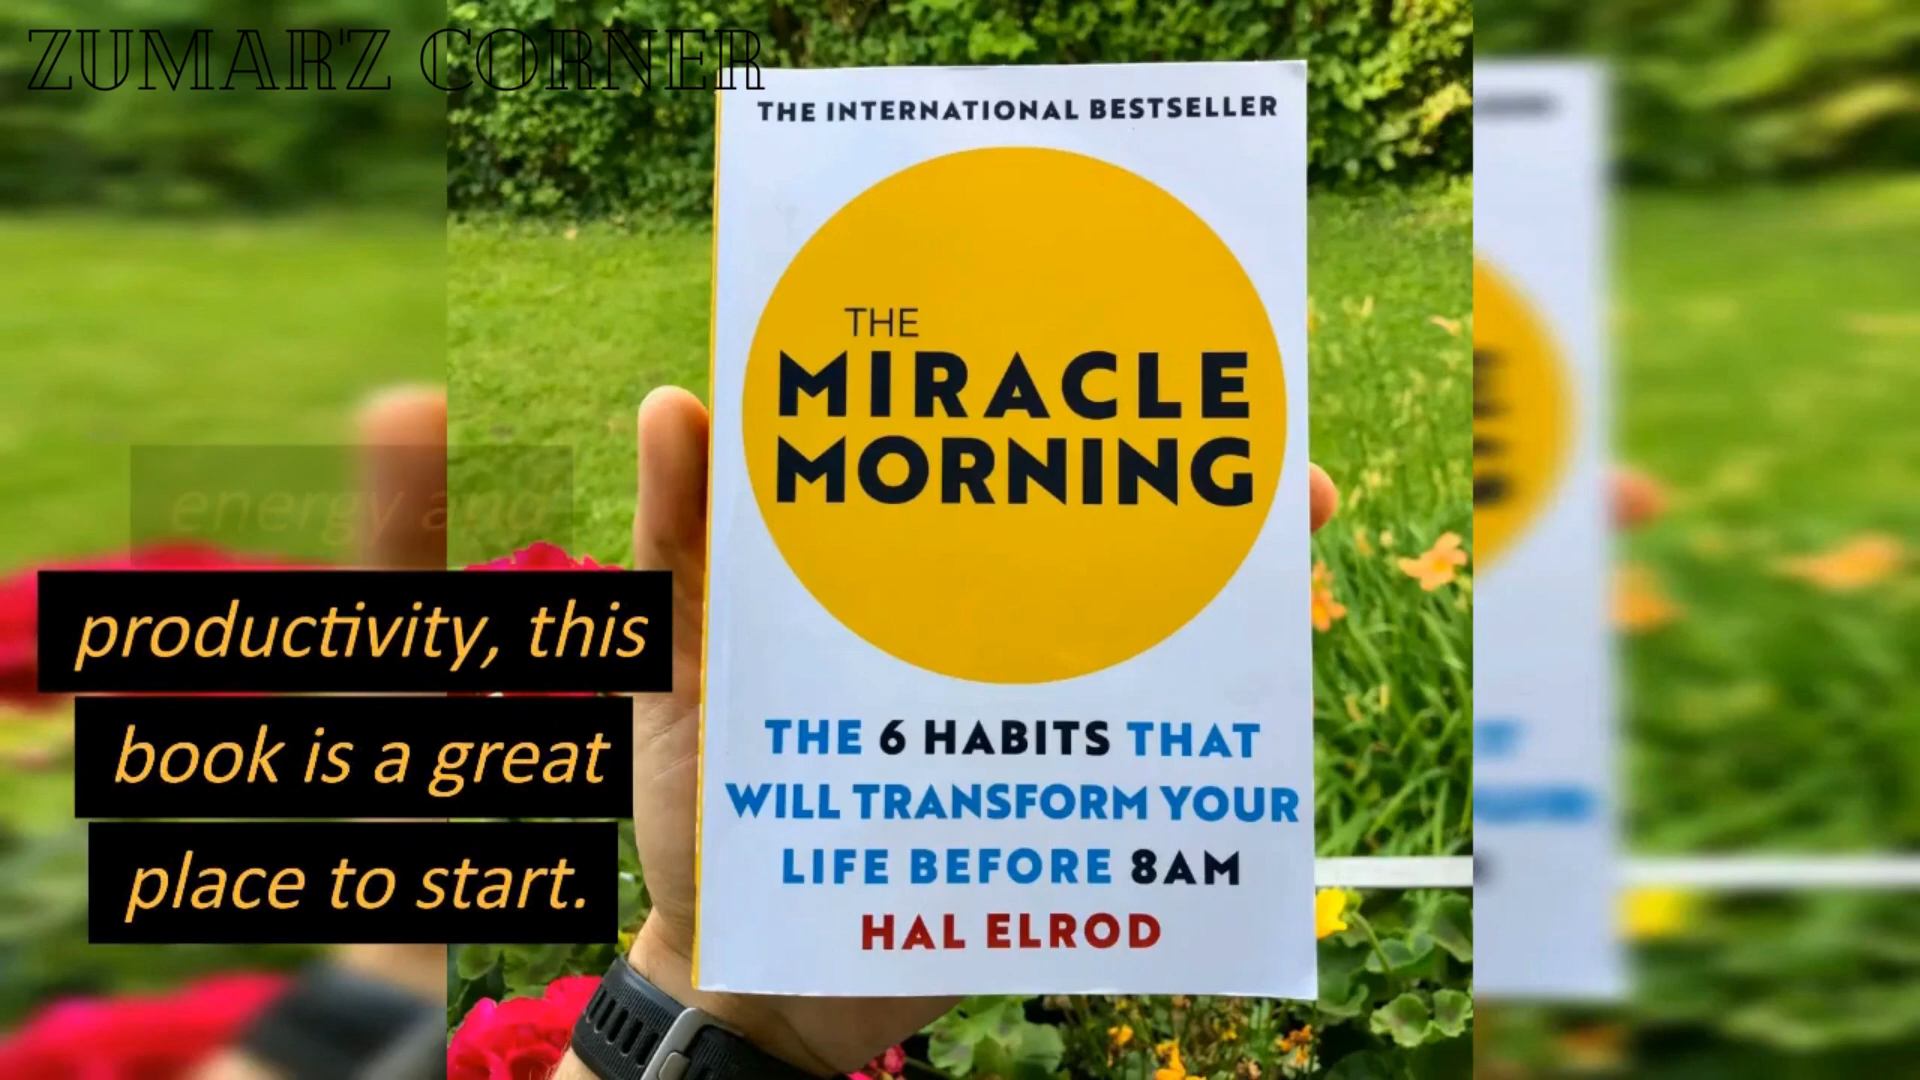 ZUMARZ CORNER
THE INTERNATIONAL BESTSELLER
THE
MIRACLE
MORNING
THE 6 HABITS THAT
WILL TRANSFORM YOUR
LIFE BEFORE 8AM
HAL ELROD
energy and
productivity, this
book is a great
place to start.